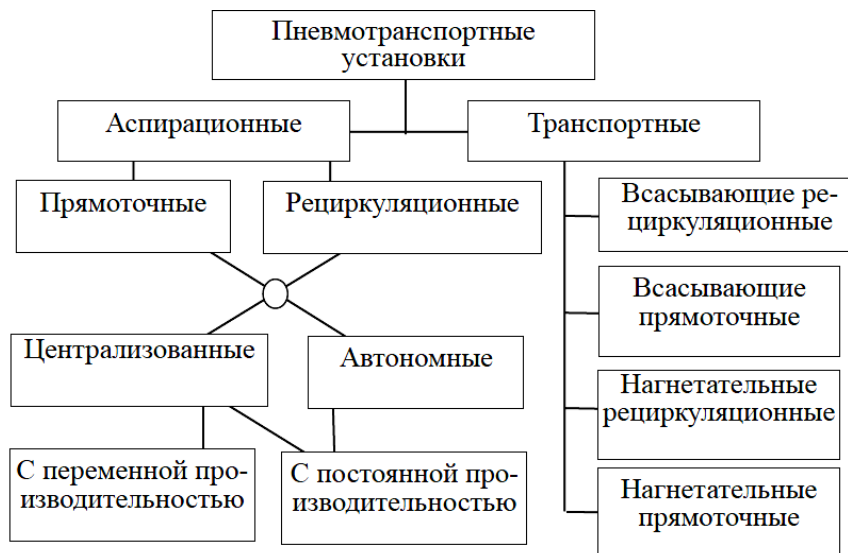 Пневмотранспортные
установки
Аспирационные
Транспортные
Прямоточные
Рециркуляционные
Всасывающие ре-
циркуляционные
Всасывающие
прямоточные
Централизованные
Автономные
Нагнетательные
рециркуляционные
С переменной про-
изводительностью
С постоянной про-
изводительностью
Нагнетательные
прямоточные